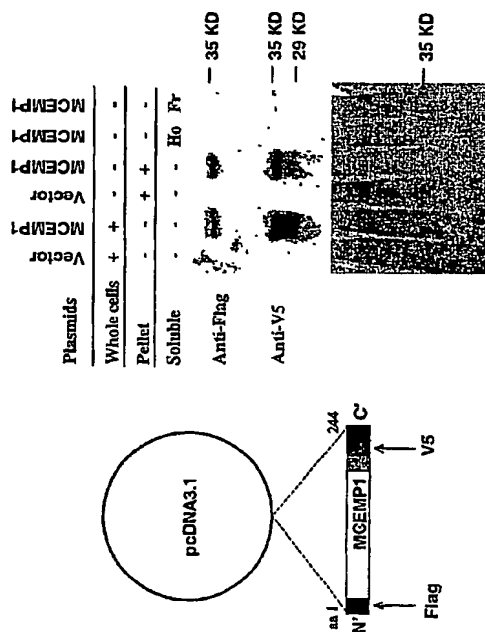 Plasmids Vector MCEMP1 Vector MCEMP1 MCEMP1 MCEMP1
Whole cells + + - - - -
Pellet - - + + - -
Soluble - - - - Ho Fr
Anti-Flag — 35 KD
Anti-V5 — 35 KD
— 29 KD
— 35 KD
pcDNA3.1
aa 1 244
N' MCEMP1 C'
Flag V5